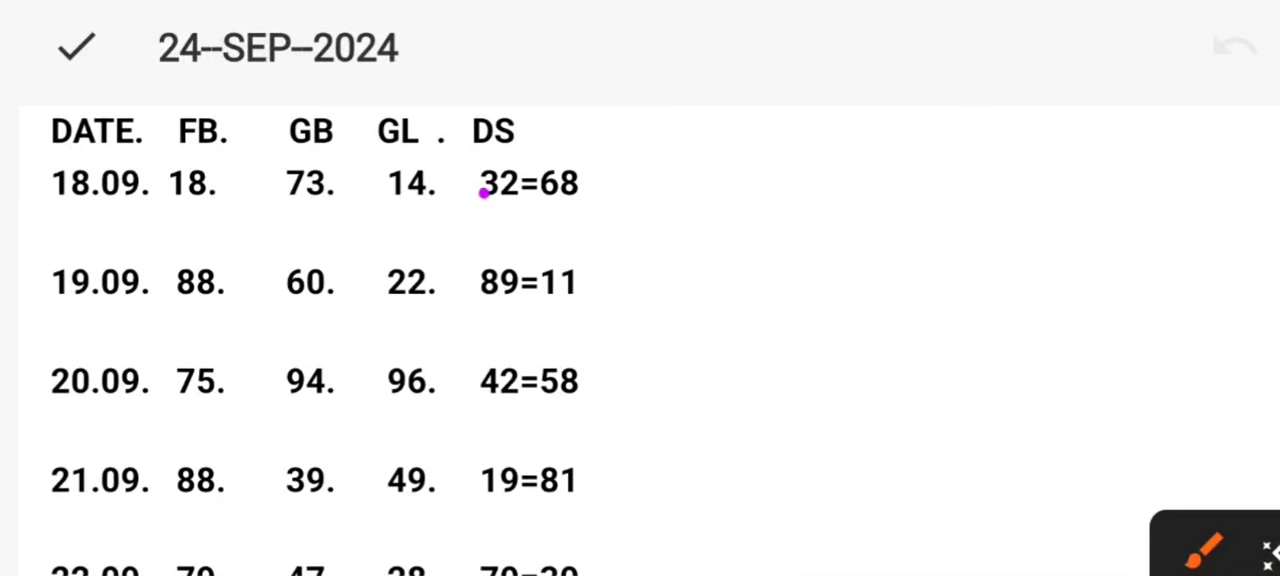 24--SEP--2024
DATE. FB. GB GL . DS
18.09. 18. 73. 14. 32=68
19.09. 88. 60. 22. 89=11
20.09. 75. 94. 96. 42=58
21.09. 88. 39. 49. 19=81